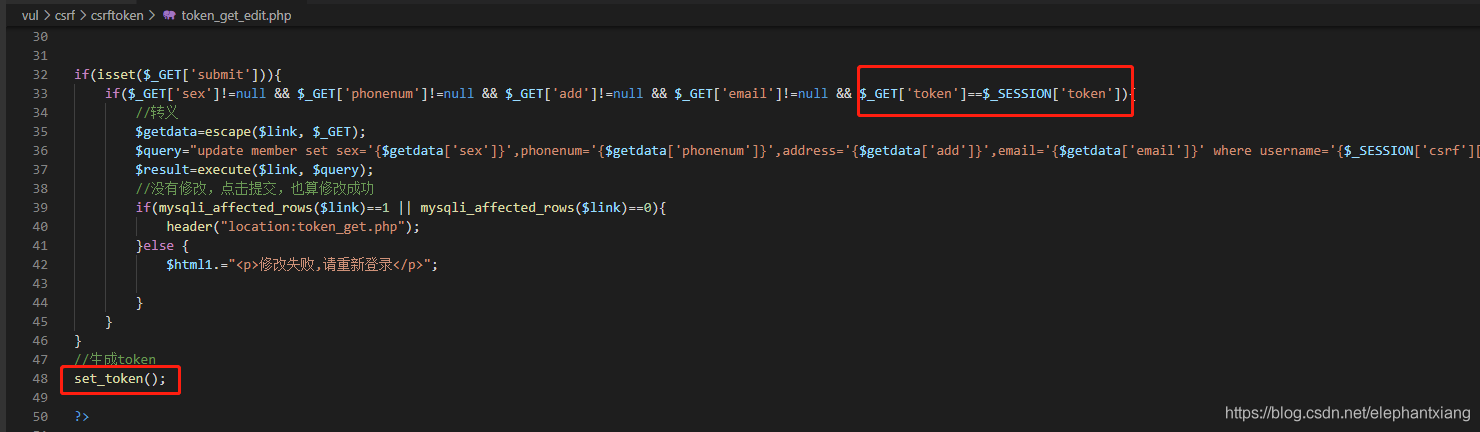 vul > csrf > csrftoken > token_get_edit.php
30
31
32 if(isset($_GET['submit'])){
33 if($_GET['sex']!=null && $_GET['phonenum']!=null && $_GET['add']!=null && $_GET['email']!=null && $_GET['token']==$_SESSION['token']){
34 //转义
35 $getdata=escape($link, $_GET);
36 $query="update member set sex='{$getdata['sex']}',phonenum='{$getdata['phonenum']}',address='{$getdata['add']}',email='{$getdata['email']}' where username='{$_SESSION['csrf'][
37 $result=execute($link, $query);
38 //没有修改，点击提交，也算修改成功
39 if(mysqli_affected_rows($link)==1 || mysqli_affected_rows($link)==0){
40 header("location:token_get.php");
41 }else {
42 $html1.="<p>修改失败,请重新登录</p>";
43
44 }
45 }
46 }
47 //生成token
48 set_token();
49
50 ?>
https://blog.csdn.net/elephantxiang